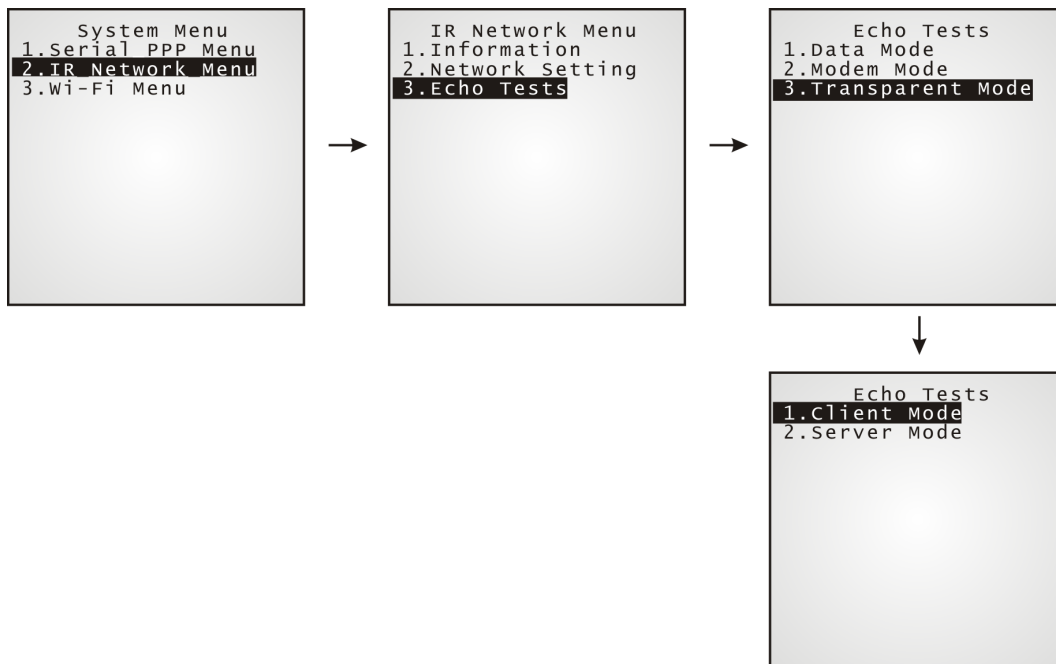 System Menu
1.Serial PPP Menu
2.IR Network Menu
3.Wi-Fi Menu
IR Network Menu
1.Information
2.Network Setting
3.Echo Tests
Echo Tests
1.Data Mode
2.Modem Mode
3.Transparent Mode
Echo Tests
1.Client Mode
2.Server Mode